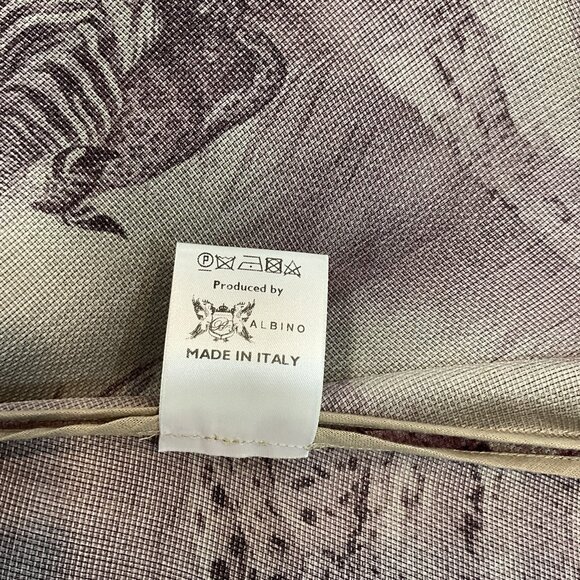 P
Produced by
ALBINO
MADE IN ITALY